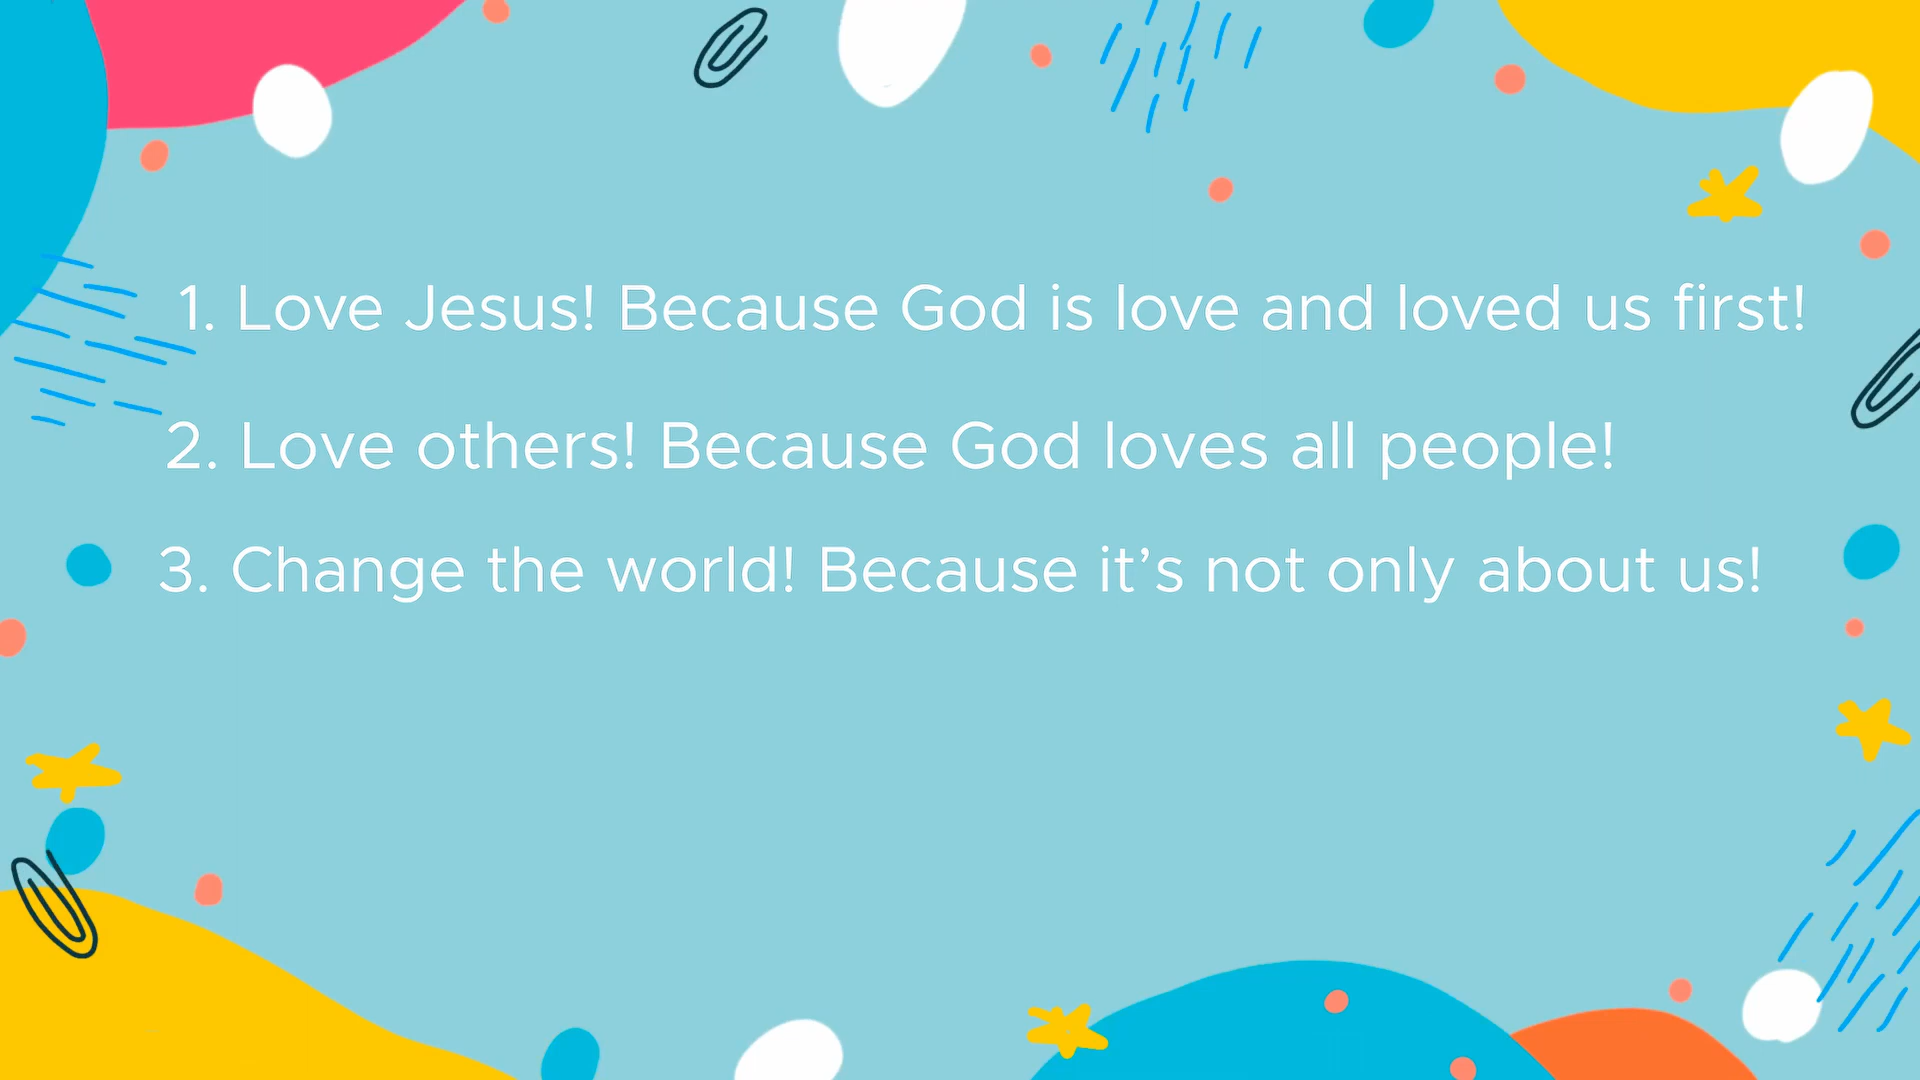 1. Love Jesus! Because God is love and loved us first!
2. Love others! Because God loves all people!
3. Change the world! Because it’s not only about us!